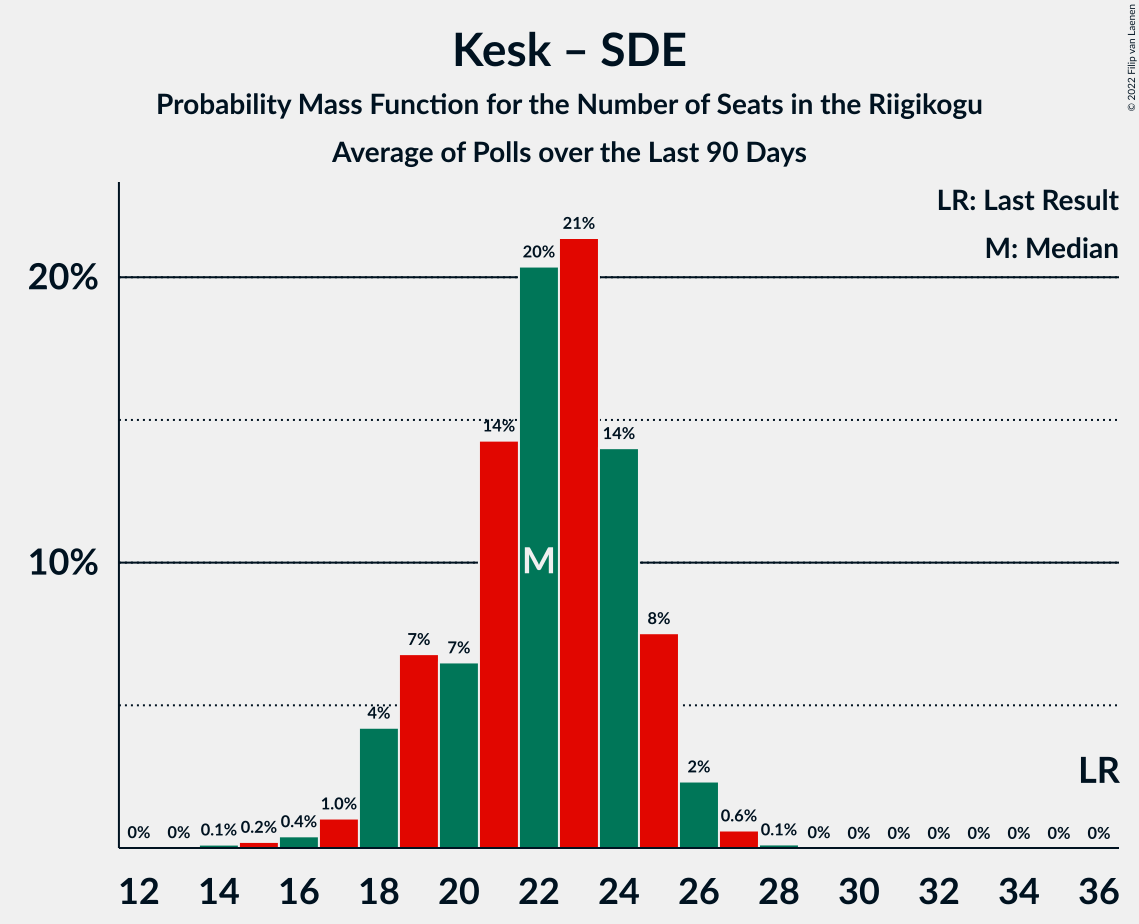 Kesk – SDE
Probability Mass Function for the Number of Seats in the Riigikogu
Average of Polls over the Last 90 Days
© 2022 Filip van Laenen
LR: Last Result
M: Median
20%
10%
0% 0% 0.1% 0.2% 0.4% 1.0% 4% 7% 7% 14% 20% 21% 14% 8% 2% 0.6% 0.1% 0% 0% 0% 0% 0% 0% 0% 0%
M
LR
12 14 16 18 20 22 24 26 28 30 32 34 36